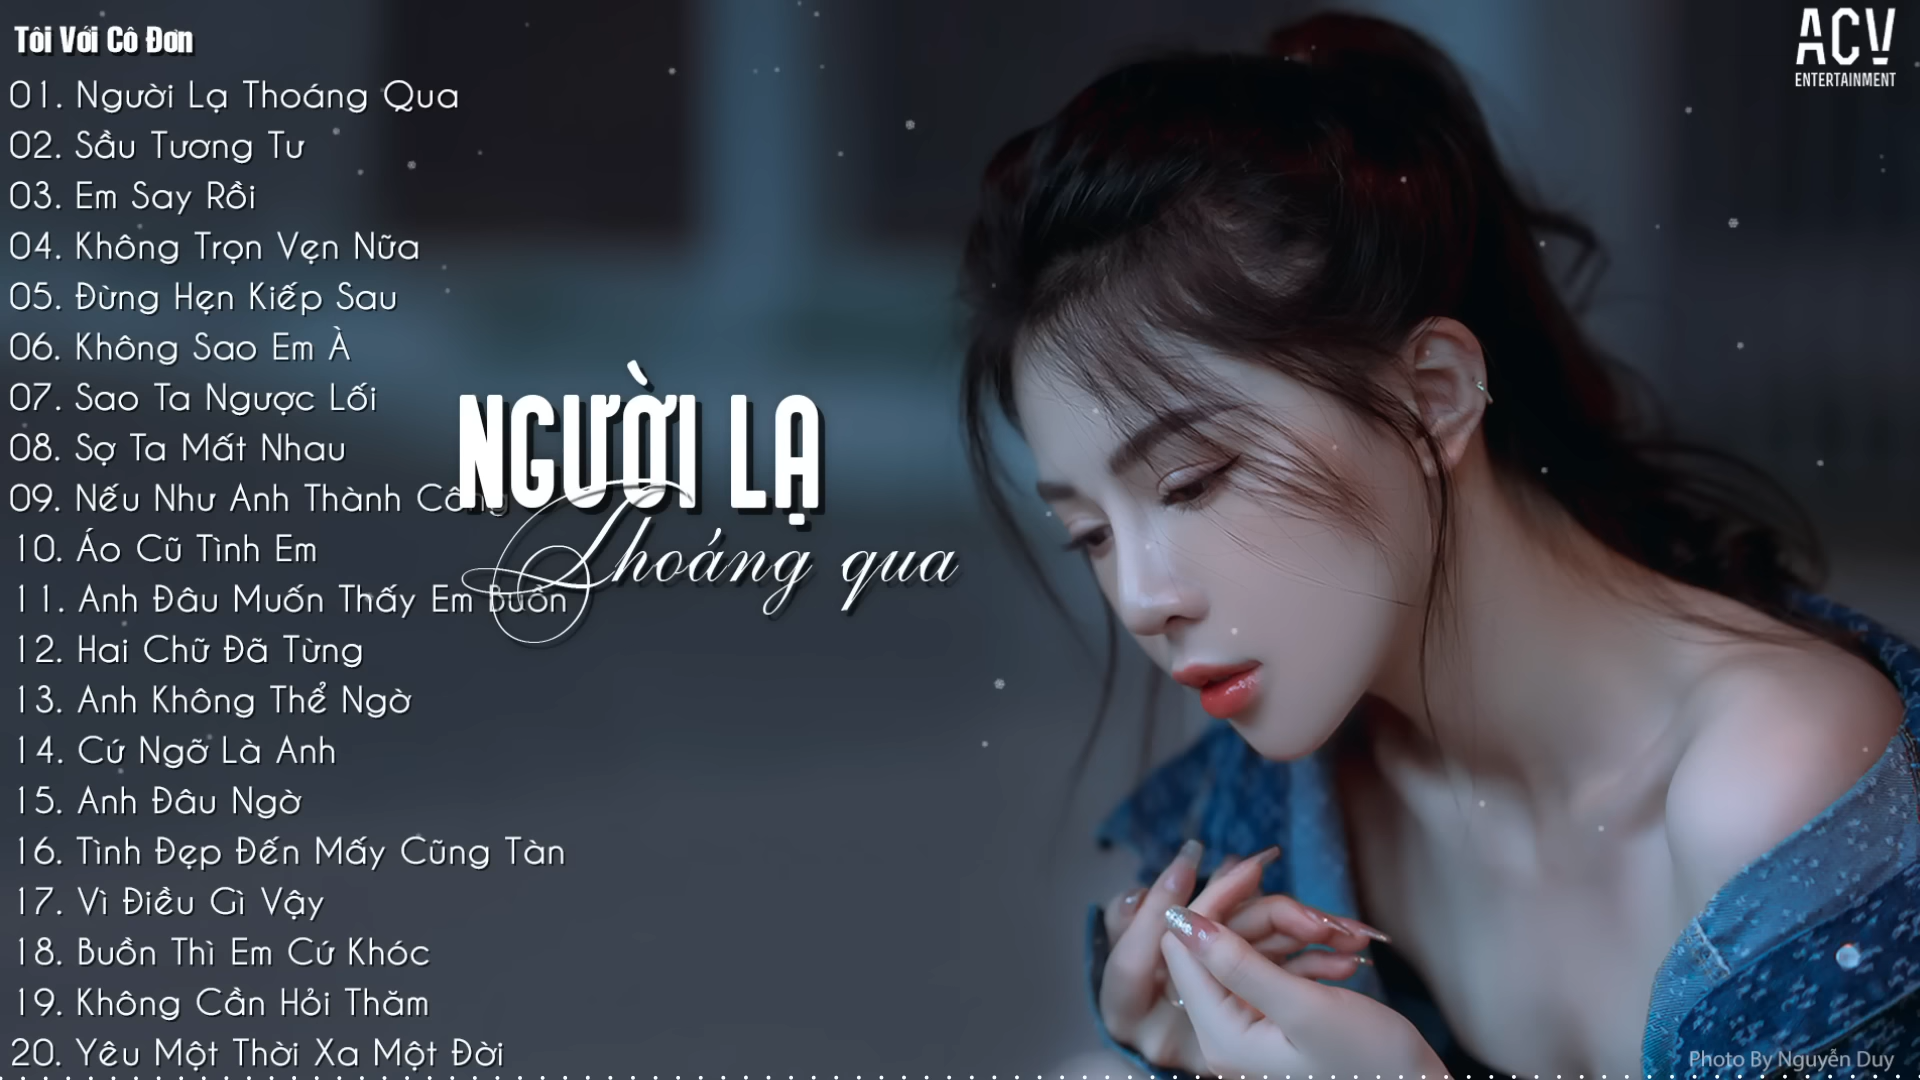 Tôi Với Cô Đơn
01. Người Lạ Thoáng Qua
02. Sầu Tương Tư
03. Em Say Rồi
04. Không Trọn Vẹn Nữa
05. Đừng Hẹn Kiếp Sau
06. Không Sao Em À
07. Sao Ta Ngược Lối
08. Sợ Ta Mất Nhau
09. Nếu Như Anh Thành Công
10. Áo Cũ Tình Em
11. Anh Đâu Muốn Thấy Em Buồn
12. Hai Chữ Đã Từng
13. Anh Không Thể Ngờ
14. Cứ Ngỡ Là Anh
15. Anh Đâu Ngờ
16. Tình Đẹp Đến Mấy Cũng Tàn
17. Vì Điều Gì Vậy
18. Buồn Thì Em Cứ Khóc
19. Không Cần Hỏi Thăm
20. Yêu Một Thời Xa Một Đời
NGƯỜI LẠ
Thoáng qua
ACV
ENTERTAINMENT
Photo By Nguyễn Duy